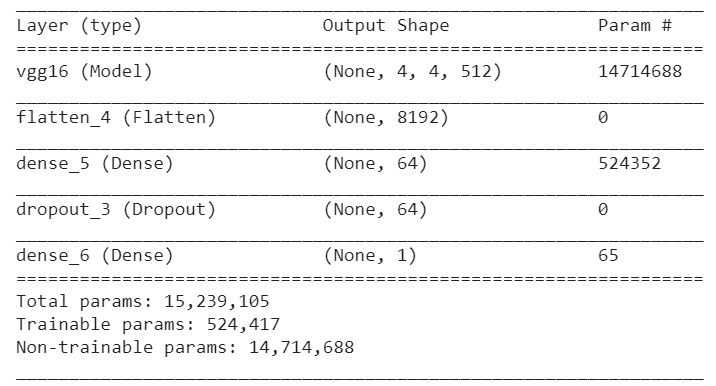 Layer (type) Output Shape Param #
vgg16 (Model) (None, 4, 4, 512) 14714688
flatten_4 (Flatten) (None, 8192) 0
dense_5 (Dense) (None, 64) 524352
dropout_3 (Dropout) (None, 64) 0
dense_6 (Dense) (None, 1) 65
Total params: 15,239,105
Trainable params: 524,417
Non-trainable params: 14,714,688